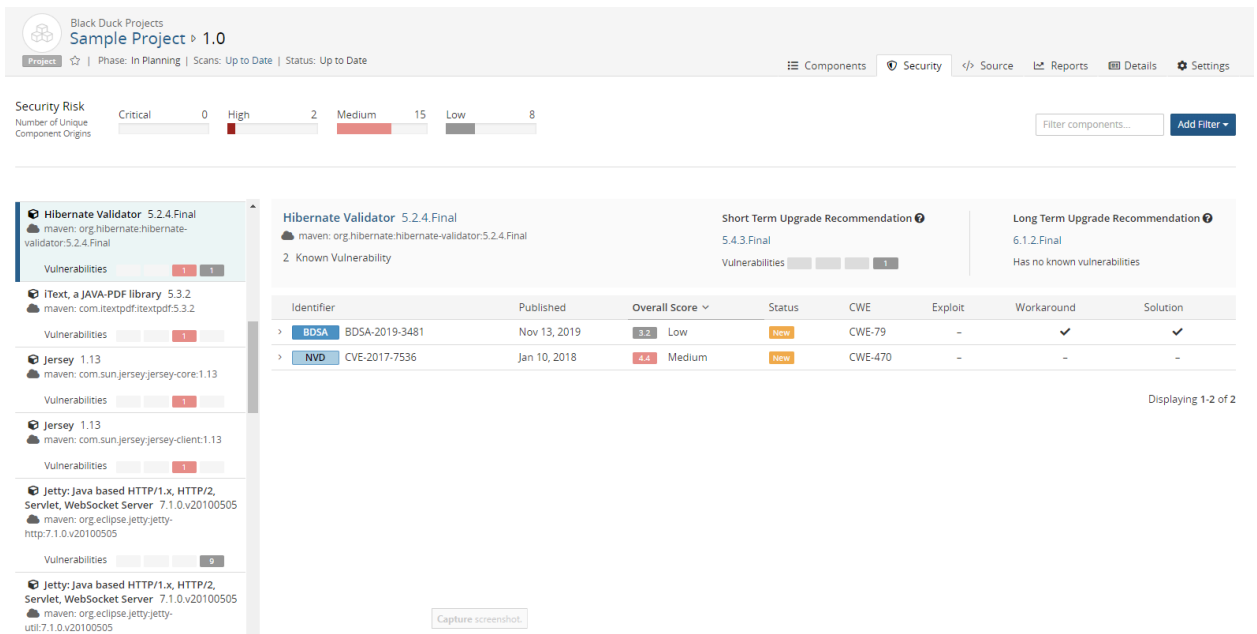 Black Duck Projects
Sample Project 1.0
Project | Phase: In Planning | Scans: Up to Date | Status: Up to Date
Components Security </> Source Reports Details Settings
Security Risk
Number of Unique
Component Origins
Critical 0 High 2 Medium 15 Low 8
Filter components... Add Filter
Hibernate Validator 5.2.4.Final
maven: org.hibernate:hibernate-
validator:5.2.4.Final
Vulnerabilities 1 1
iText, a JAVA-PDF library 5.3.2
maven: com.itextpdf:itextpdf:5.3.2
Vulnerabilities 1
Jersey 1.13
maven: com.sun.jersey:jersey-core:1.13
Vulnerabilities 1
Jersey 1.13
maven: com.sun.jersey:jersey-client:1.13
Vulnerabilities 1
Jetty: Java based HTTP/1.x, HTTP/2,
Servlet, WebSocket Server 7.1.0.v20100505
maven: org.eclipse.jetty:jetty-
http:7.1.0.v20100505
Vulnerabilities 9
Jetty: Java based HTTP/1.x, HTTP/2,
Servlet, WebSocket Server 7.1.0.v20100505
maven: org.eclipse.jetty:jetty-
util:7.1.0.v20100505
Hibernate Validator 5.2.4.Final
maven: org.hibernate:hibernate-validator:5.2.4.Final
2 Known Vulnerability
Short Term Upgrade Recommendation
5.4.3.Final
Vulnerabilities 1
Long Term Upgrade Recommendation
6.1.2.Final
Has no known vulnerabilities
Identifier Published Overall Score Status CWE Exploit Workaround Solution
> BDSA BDSA-2019-3481 Nov 13, 2019 3.2 Low New CWE-79 – ✔ ✔
> NVD CVE-2017-7536 Jan 10, 2018 4.4 Medium New CWE-470 – – –
Displaying 1-2 of 2
Capture screenshot.